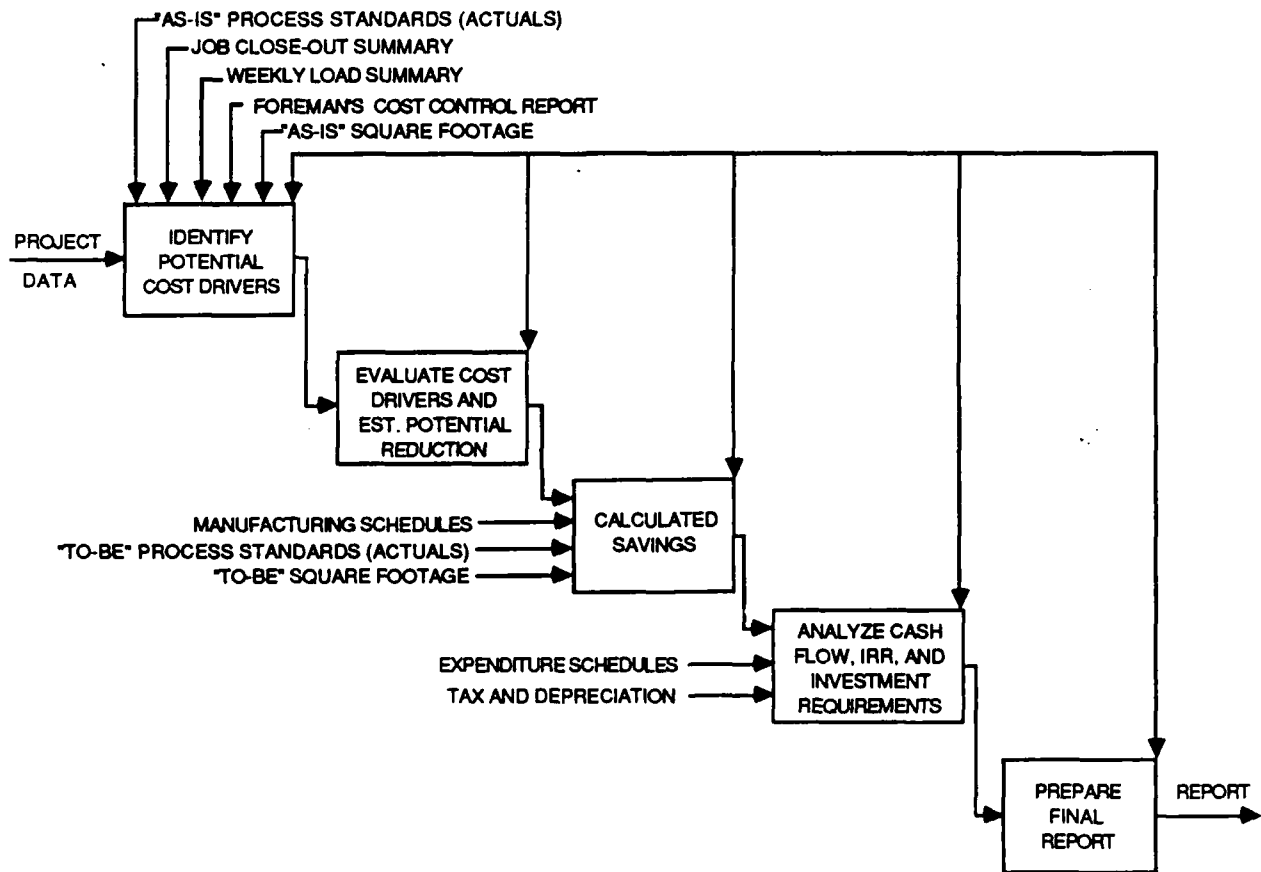 "AS-IS" PROCESS STANDARDS (ACTUALS)
JOB CLOSE-OUT SUMMARY
WEEKLY LOAD SUMMARY
FOREMAN'S COST CONTROL REPORT
"AS-IS" SQUARE FOOTAGE
PROJECT
DATA
IDENTIFY
POTENTIAL
COST DRIVERS
EVALUATE COST
DRIVERS AND
EST. POTENTIAL
REDUCTION
MANUFACTURING SCHEDULES
"TO-BE" PROCESS STANDARDS (ACTUALS)
"TO-BE" SQUARE FOOTAGE
CALCULATED
SAVINGS
EXPENDITURE SCHEDULES
TAX AND DEPRECIATION
ANALYZE CASH
FLOW, IRR, AND
INVESTMENT
REQUIREMENTS
PREPARE
FINAL
REPORT
REPORT